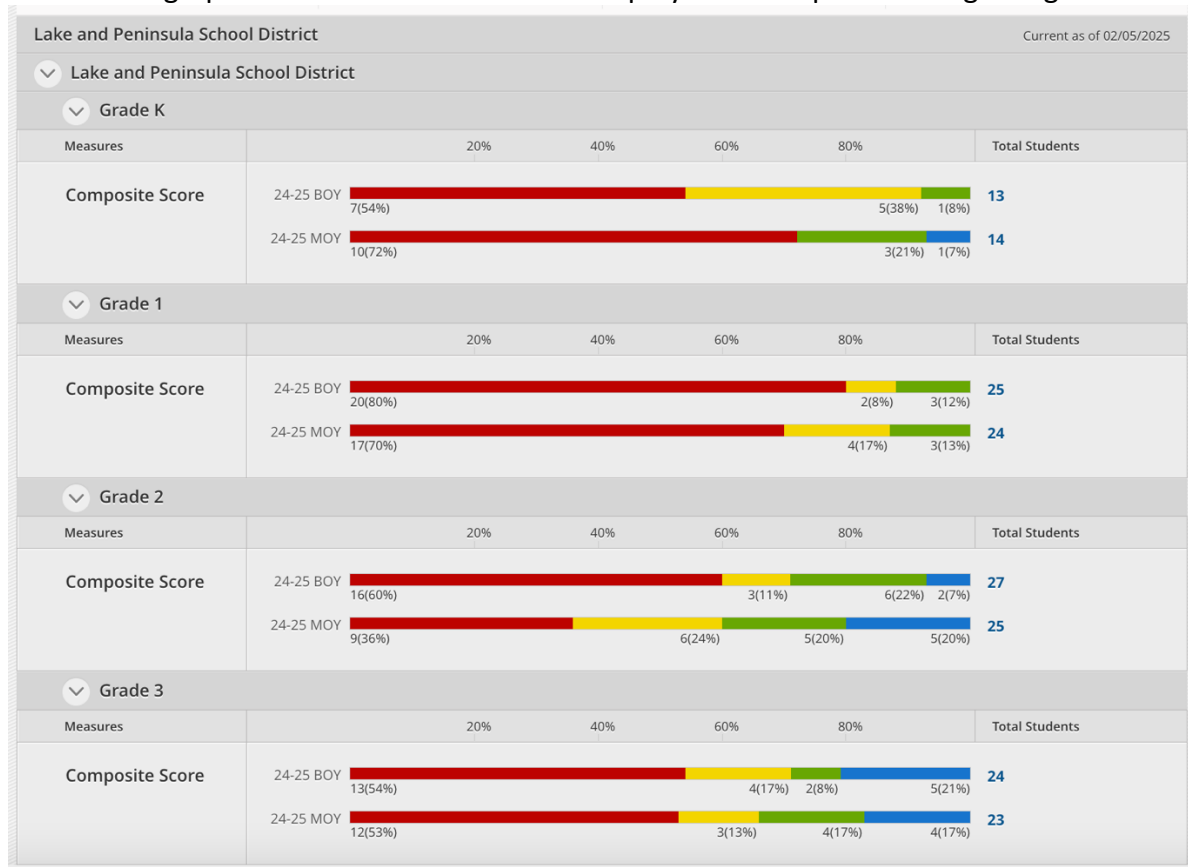 Lake and Peninsula School District Current as of 02/05/2025
Lake and Peninsula School District
Grade K
Measures 20% 40% 60% 80% Total Students
Composite Score 24-25 BOY 13
7(54%) 5(38%) 1(8%)
24-25 MOY 14
10(72%) 3(21%) 1(7%)
Grade 1
Measures 20% 40% 60% 80% Total Students
Composite Score 24-25 BOY 25
20(80%) 2(8%) 3(12%)
24-25 MOY 24
17(70%) 4(17%) 3(13%)
Grade 2
Measures 20% 40% 60% 80% Total Students
Composite Score 24-25 BOY 27
16(60%) 3(11%) 6(22%) 2(7%)
24-25 MOY 25
9(36%) 6(24%) 5(20%) 5(20%)
Grade 3
Measures 20% 40% 60% 80% Total Students
Composite Score 24-25 BOY 24
13(54%) 4(17%) 2(8%) 5(21%)
24-25 MOY 23
12(53%) 3(13%) 4(17%) 4(17%)